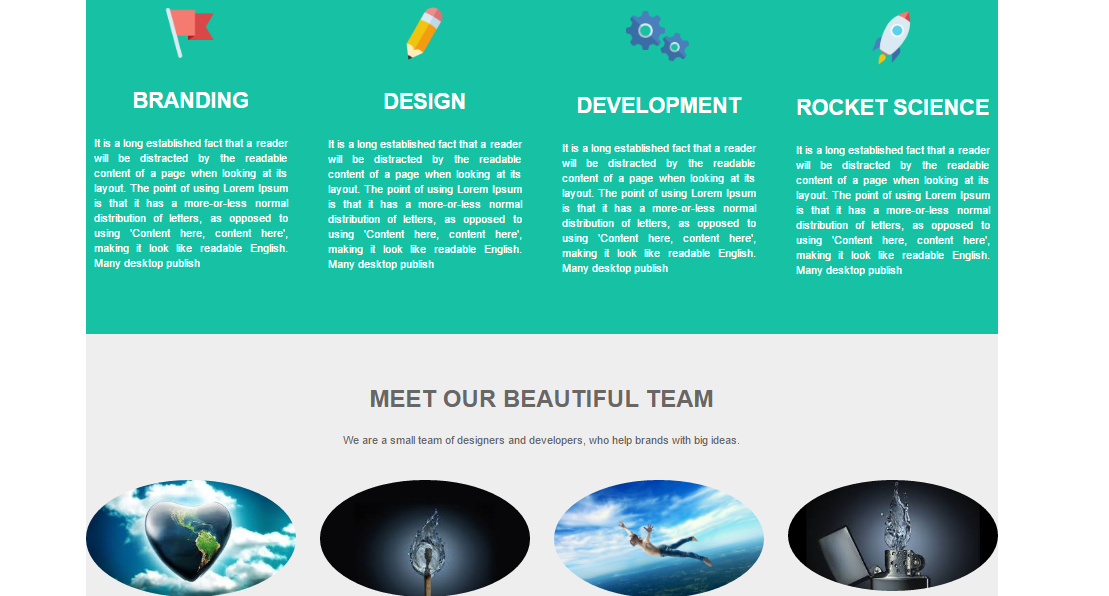 BRANDING
It is a long established fact that a reader
will be distracted by the readable
content of a page when looking at its
layout. The point of using Lorem Ipsum
is that it has a more-or-less normal
distribution of letters, as opposed to
using 'Content here, content here',
making it look like readable English.
Many desktop publish
DESIGN
It is a long established fact that a reader
will be distracted by the readable
content of a page when looking at its
layout. The point of using Lorem Ipsum
is that it has a more-or-less normal
distribution of letters, as opposed to
using 'Content here, content here',
making it look like readable English.
Many desktop publish
DEVELOPMENT
It is a long established fact that a reader
will be distracted by the readable
content of a page when looking at its
layout. The point of using Lorem Ipsum
is that it has a more-or-less normal
distribution of letters, as opposed to
using 'Content here, content here',
making it look like readable English.
Many desktop publish
ROCKET SCIENCE
It is a long established fact that a reader
will be distracted by the readable
content of a page when looking at its
layout. The point of using Lorem Ipsum
is that it has a more-or-less normal
distribution of letters, as opposed to
using 'Content here, content here',
making it look like readable English.
Many desktop publish
MEET OUR BEAUTIFUL TEAM
We are a small team of designers and developers, who help brands with big ideas.